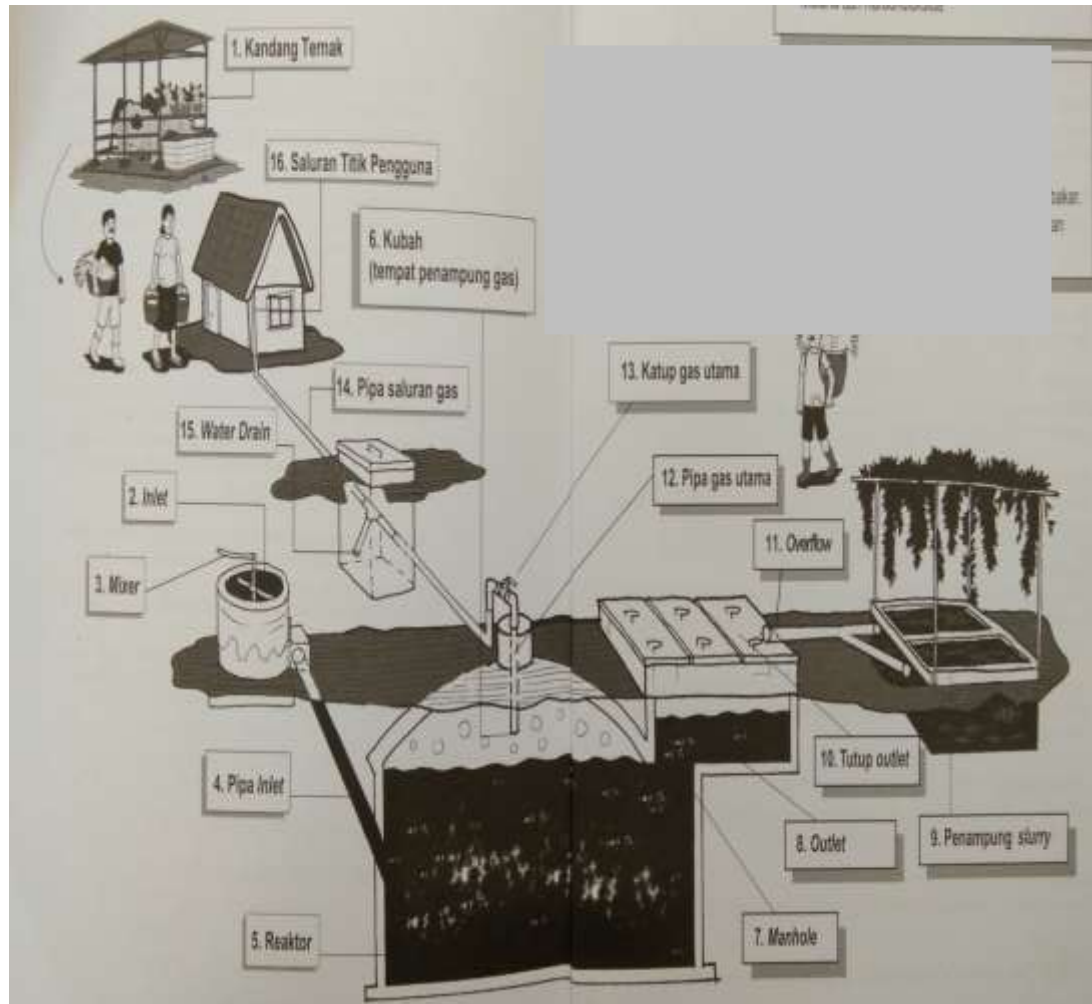 1. Kandang Ternak
16. Saluran Titik Pengguna
6. Kubah
(tempat penampung gas)
13. Katup gas utama
14. Pipa saluran gas
15. Water Drain
12. Pipa gas utama
2. Inlet
11. Overflow
3. Mixer
10. Tutup outlet
4. Pipa Inlet
8. Outlet
9. Penampung slurry
5. Reaktor
7. Manhole